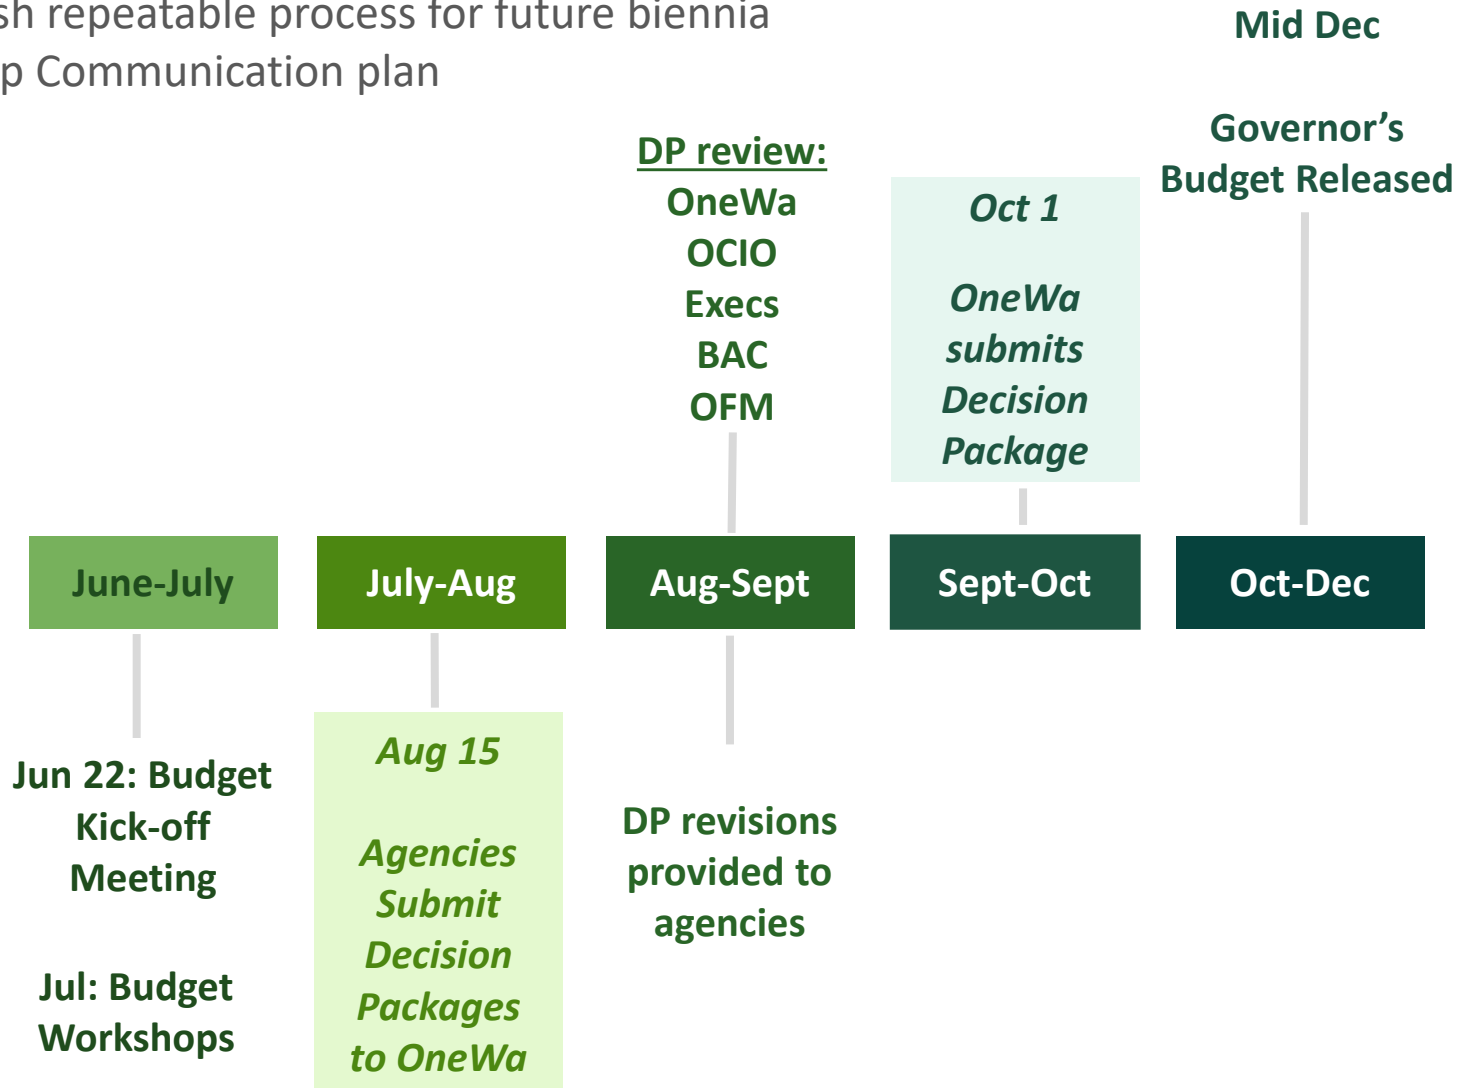 repeatable process for future biennia
Communication plan
Mid Dec
Governor's
Budget Released
DP review:
OneWa
OCIO
Execs
BAC
OFM
Oct 1
OneWa
submits
Decision
Package
June-July
July-Aug
Aug-Sept
Sept-Oct
Oct-Dec
Jun 22: Budget
Kick-off
Meeting
Jul: Budget
Workshops
Aug 15
Agencies
Submit
Decision
Packages
to OneWa
DP revisions
provided to
agencies